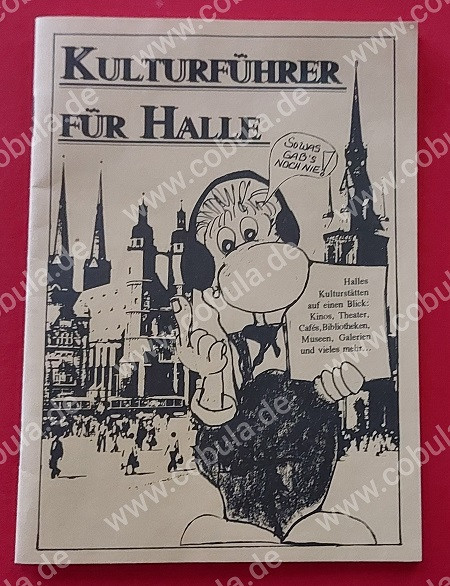 KULTURFÜHRER
FÜR HALLE
SOWAS
GAB'S
NOCH NIE!
Halles
Kulturstätten
auf einen Blick:
Kinos, Theater,
Cafés, Bibliotheken,
Museen, Galerien
und vieles mehr...
www.cobula.de